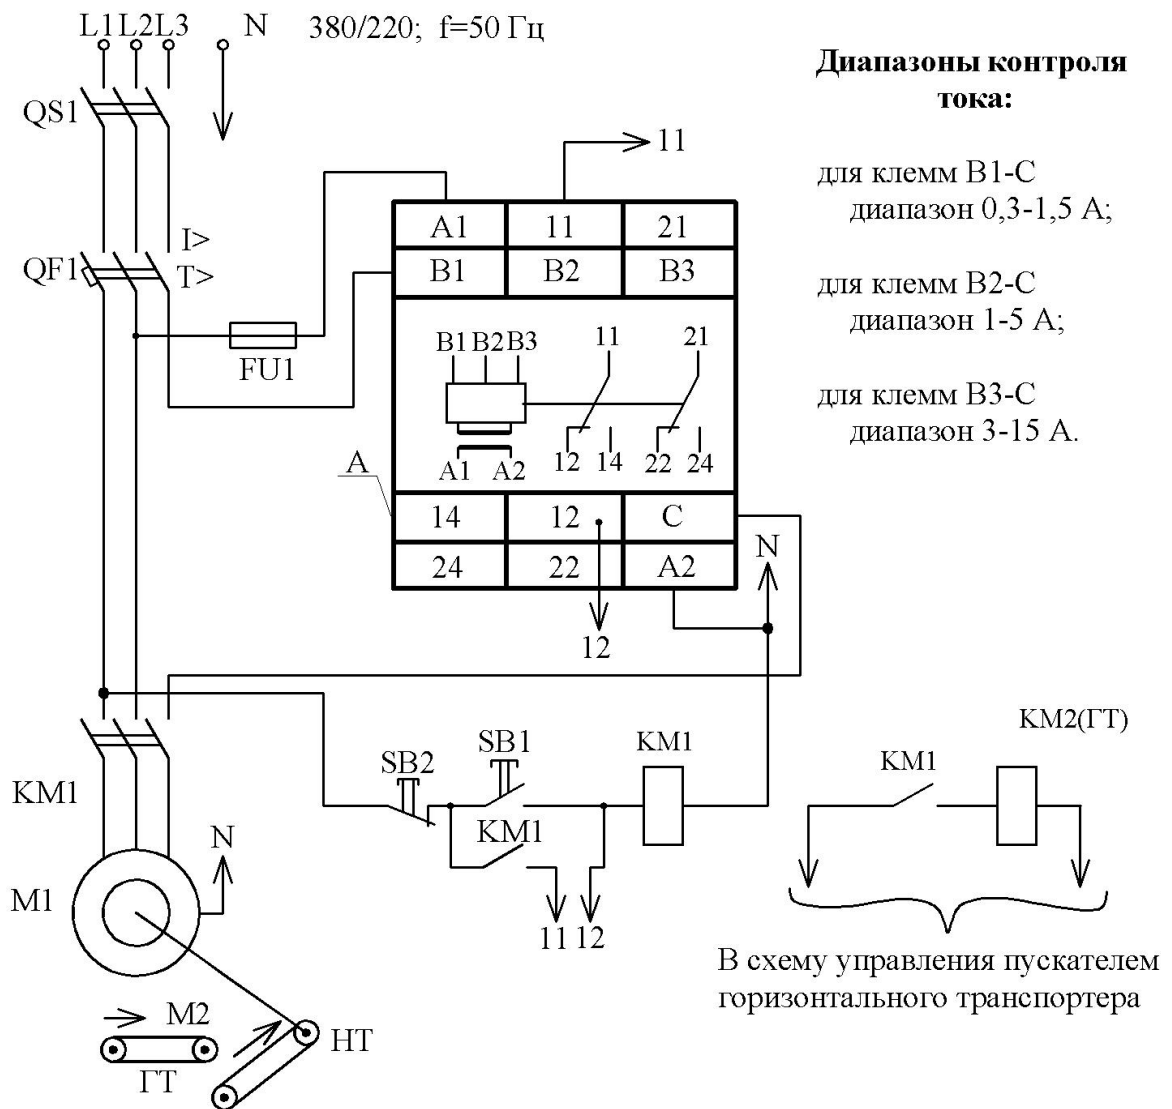 L1 L2 L3 N 380/220; f=50 Гц
Диапазоны контроля
тока:
QS1
11
для клемм B1-C
диапазон 0,3-1,5 А;
A1 11 21
I>
QF1 T>
B1 B2 B3
для клемм B2-C
диапазон 1-5 А;
FU1
B1 B2 B3 11 21
для клемм B3-C
диапазон 3-15 А.
A
A1 A2 12 14 22 24
14 12 C
N
24 22 A2
12
KM2(ГТ)
SB2 SB1 KM1 KM1
KM1
KM1
N
M1
11 12
В схему управления пускателем
горизонтального транспортера
M2
НТ
ГТ